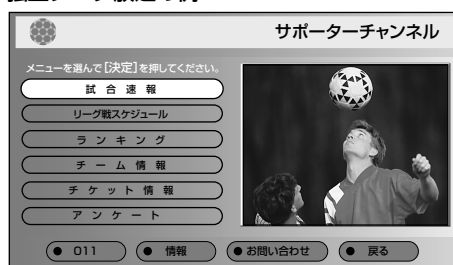 サポーターチャンネル
メニューを選んで[決定]を押してください。
試合速報
リーグ戦スケジュール
ランキング
チーム情報
チケット情報
アンケート
● 011 ● 情報 ● お問い合わせ ● 戻る